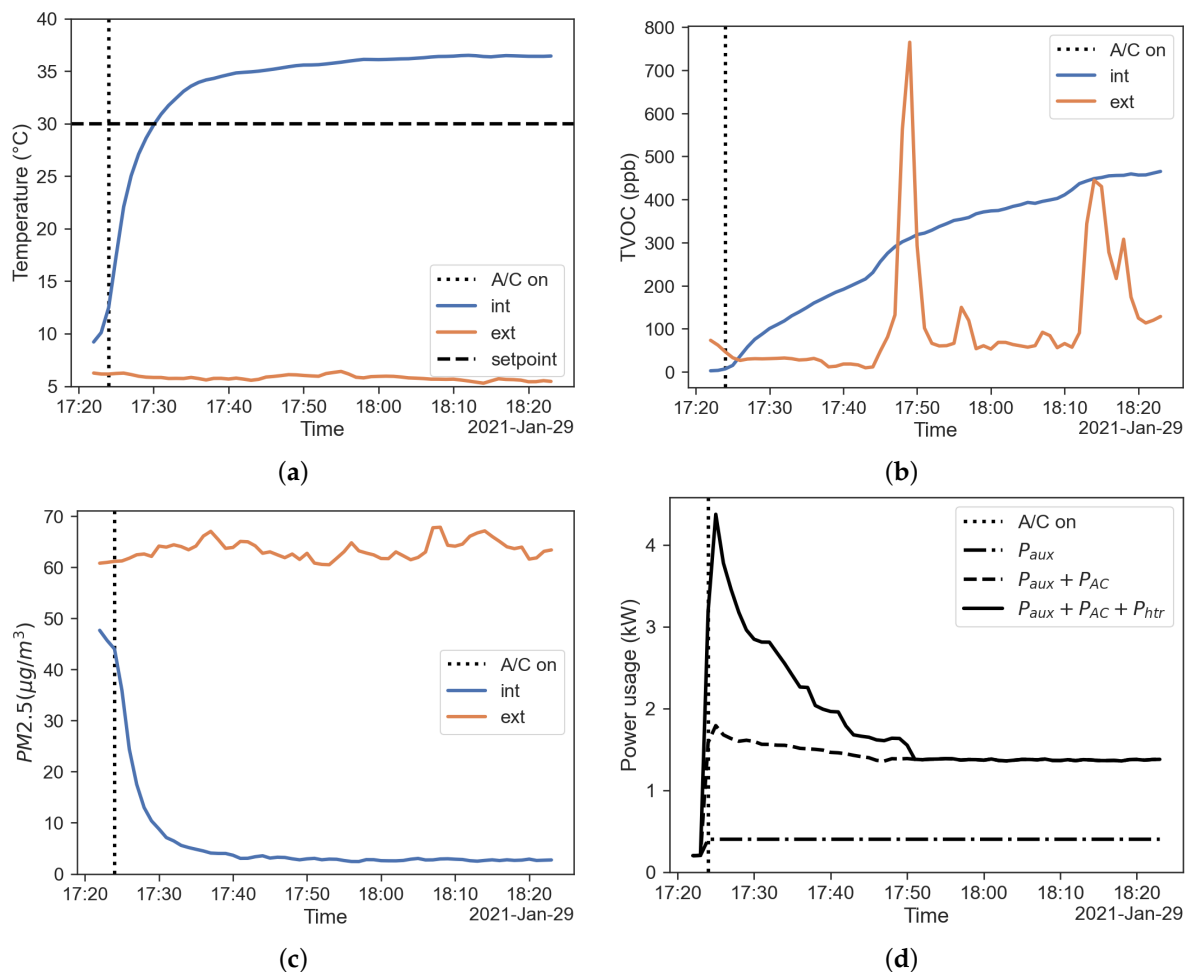 40
35
30
25
20
15
10
5
Temperature (°C)
A/C on
int
ext
setpoint
17:20 17:30 17:40 17:50 18:00 18:10 18:20
Time
2021-Jan-29
(a)
800
700
600
500
400
300
200
100
0
TVOC (ppb)
A/C on
int
ext
17:20 17:30 17:40 17:50 18:00 18:10 18:20
Time
2021-Jan-29
(b)
70
60
50
40
30
20
10
0
PM2.5(μg/m³)
A/C on
int
ext
17:20 17:30 17:40 17:50 18:00 18:10 18:20
Time
2021-Jan-29
(c)
4
3
2
1
0
Power usage (kW)
A/C on
P_aux
P_aux + P_AC
P_aux + P_AC + P_htr
17:20 17:30 17:40 17:50 18:00 18:10 18:20
Time
2021-Jan-29
(d)